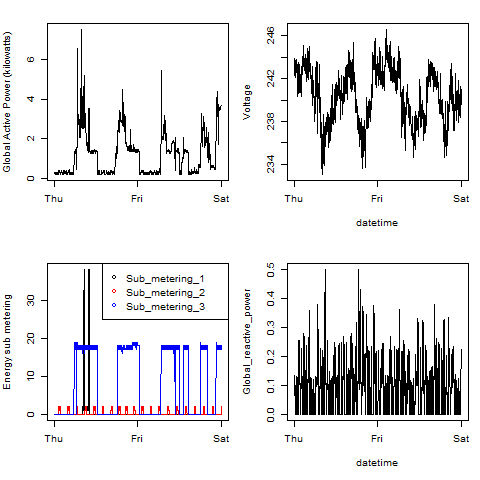 Global Active Power (kilowatts)
0 2 4 6
Thu Fri Sat
Voltage
234 238 242 246
Thu Fri Sat
datetime
Energy sub metering
0 10 20 30
Sub_metering_1
Sub_metering_2
Sub_metering_3
Thu Fri Sat
Global_reactive_power
0.0 0.1 0.2 0.3 0.4 0.5
Thu Fri Sat
datetime